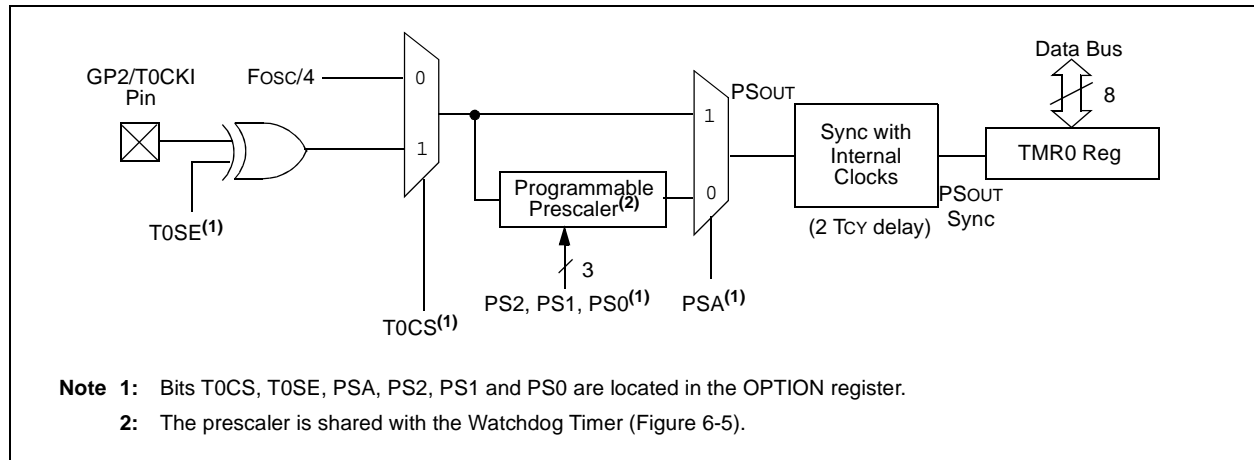 Data Bus
8
GP2/T0CKI
Pin
FOSC/4
0
1
T0SE(1)
T0CS(1)
Programmable
Prescaler(2)
3
PS2, PS1, PS0(1)
PSOUT
1
0
PSA(1)
Sync with
Internal
Clocks
(2 TCY delay)
PSOUT
Sync
TMR0 Reg
Note 1: Bits T0CS, T0SE, PSA, PS2, PS1 and PS0 are located in the OPTION register.
2: The prescaler is shared with the Watchdog Timer (Figure 6-5).